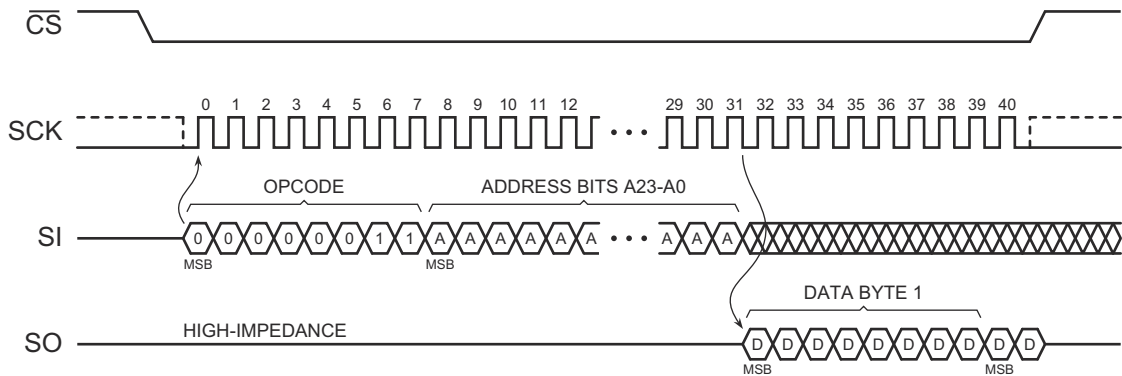 CS
SCK
0 1 2 3 4 5 6 7 8 9 10 11 12 29 30 31 32 33 34 35 36 37 38 39 40
OPCODE ADDRESS BITS A23-A0
SI
0 0 0 0 0 0 1 1 A A A A A A A A A
MSB MSB
DATA BYTE 1
SO
HIGH-IMPEDANCE
D D D D D D D D D D
MSB MSB